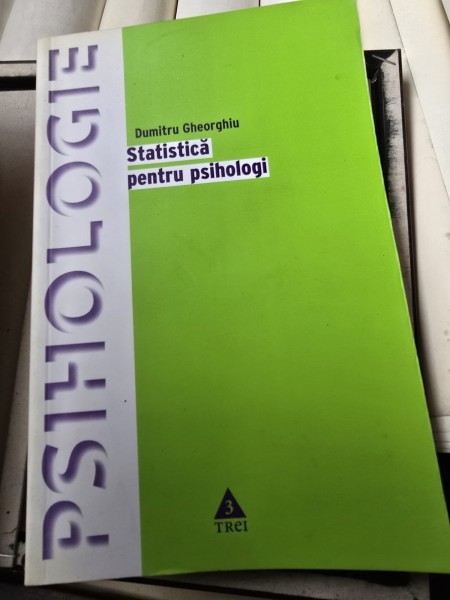 PSIHOLOGIE
Dumitru Gheorghiu
Statistică
pentru psihologi
3
TREI